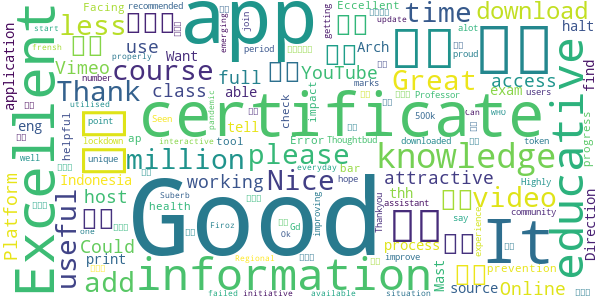 Good
certificate
app
Excellent
information
It
educative
knowledge
million
Thank
course
please
Nice
video
useful
add
time
less
download
Great
access
attractive
Online
Platform
working
YouTube
Vimeo
class
full
use
Could
host
print
Indonesia
Direction
application
source
process
prevention
find
halt
Arch
Want
Facing
recommended
able
impact
check
tell
exam
eng
ap
point
unique
lockdown
helpful
health
tool
Error
Thoughtbot
bar
thh
Mast
progress
experience
community
assistant
Thankyou
say
improve
improving
hope
everyday
interactive
pandemic
Seen
utilised
number
properly
start
frensh
well
one
Suberb
Firoz
Ok
Gd
Regional
failed
initiative
available
situation
Highly
token
downloaded
500k
WHO
Can
users
Professor
marks
proud
alot
update
getting
join
period
emerging
Eccellent